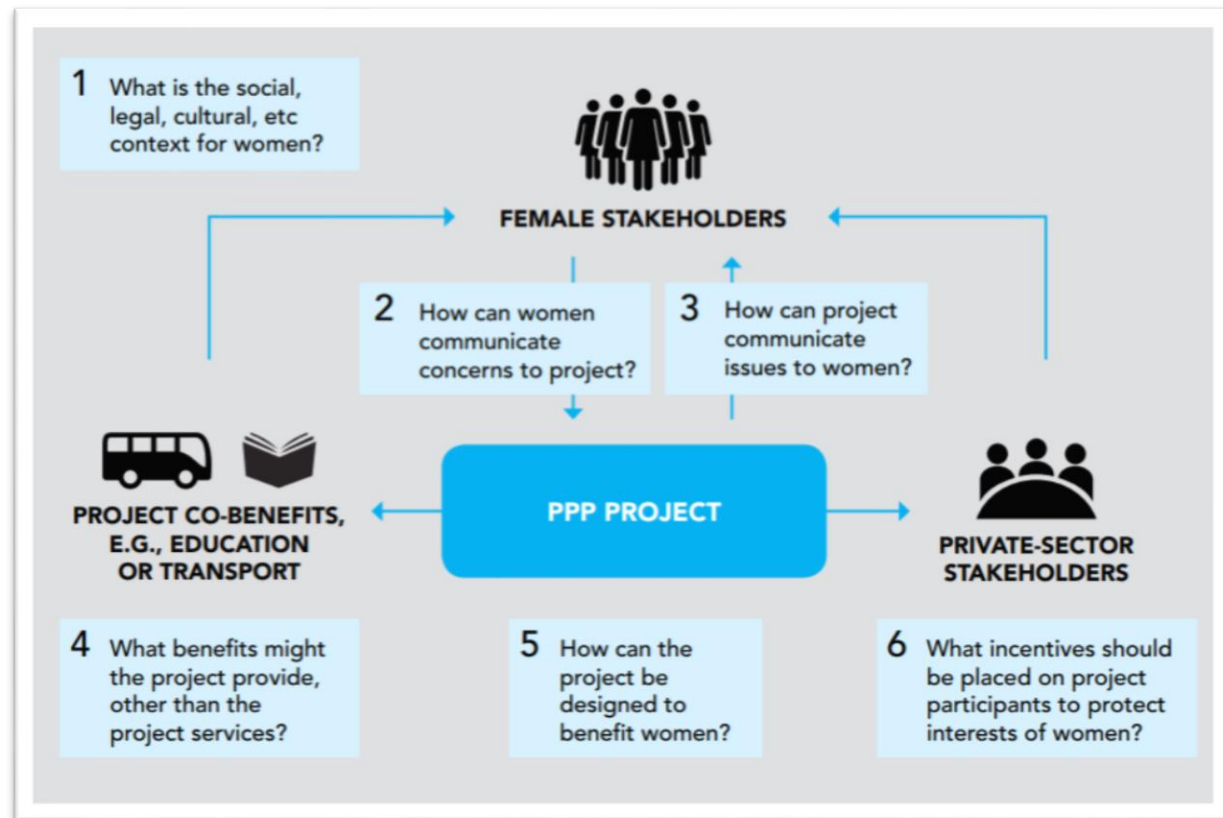 1 What is the social,
legal, cultural, etc
context for women?
FEMALE STAKEHOLDERS
2 How can women
communicate
concerns to project?
3 How can project
communicate
issues to women?
PROJECT CO-BENEFITS,
E.G., EDUCATION
OR TRANSPORT
PPP PROJECT
PRIVATE-SECTOR
STAKEHOLDERS
4 What benefits might
the project provide,
other than the
project services?
5 How can the
project be
designed to
benefit women?
6 What incentives should
be placed on project
participants to protect
interests of women?